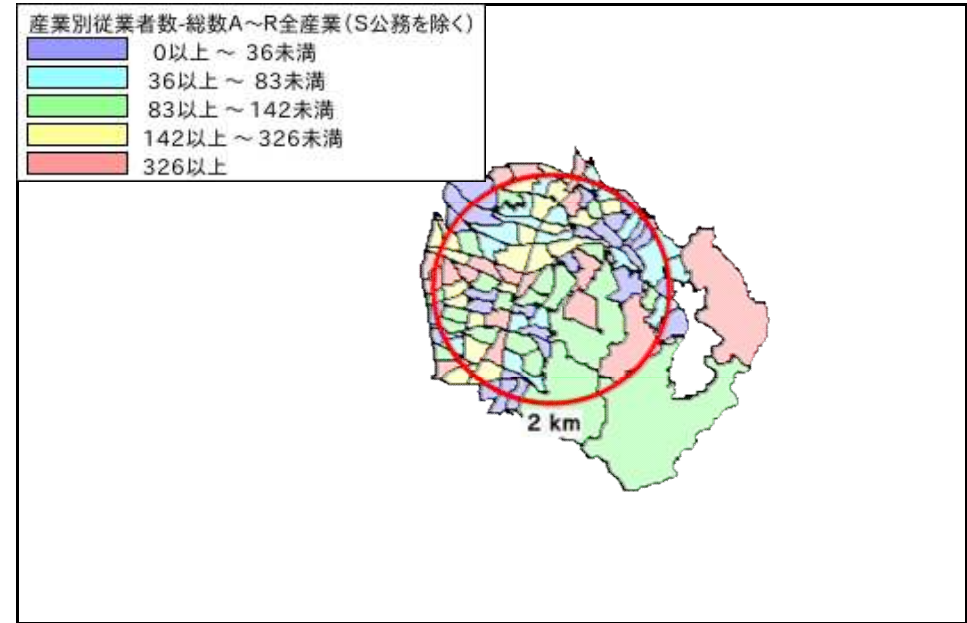 産業別従業者数-総数A～R全産業(S公務を除く)
0以上 ～ 36未満
36以上 ～ 83未満
83以上 ～ 142未満
142以上 ～ 326未満
326以上
2 km